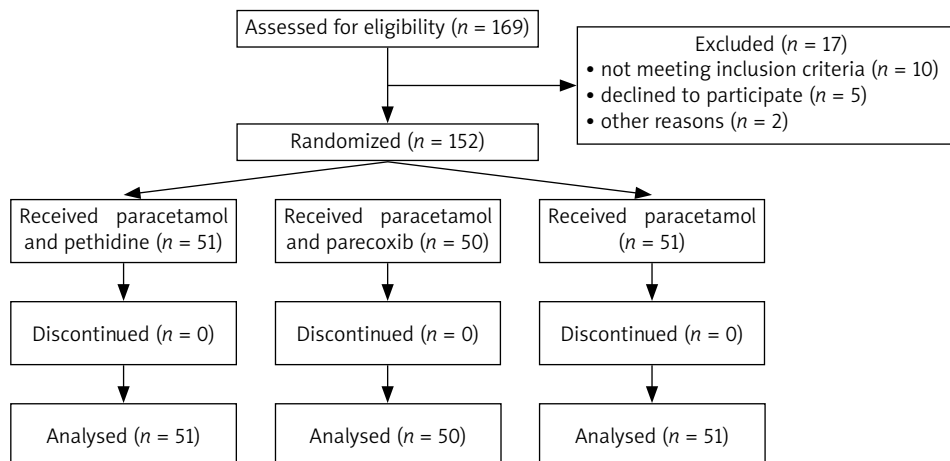 Assessed for eligibility (n = 169)
Excluded (n = 17)
• not meeting inclusion criteria (n = 10)
• declined to participate (n = 5)
• other reasons (n = 2)
Randomized (n = 152)
Received paracetamol
and pethidine (n = 51)
Received paracetamol
and parecoxib (n = 50)
Received paracetamol
(n = 51)
Discontinued (n = 0)
Discontinued (n = 0)
Discontinued (n = 0)
Analysed (n = 51)
Analysed (n = 50)
Analysed (n = 51)